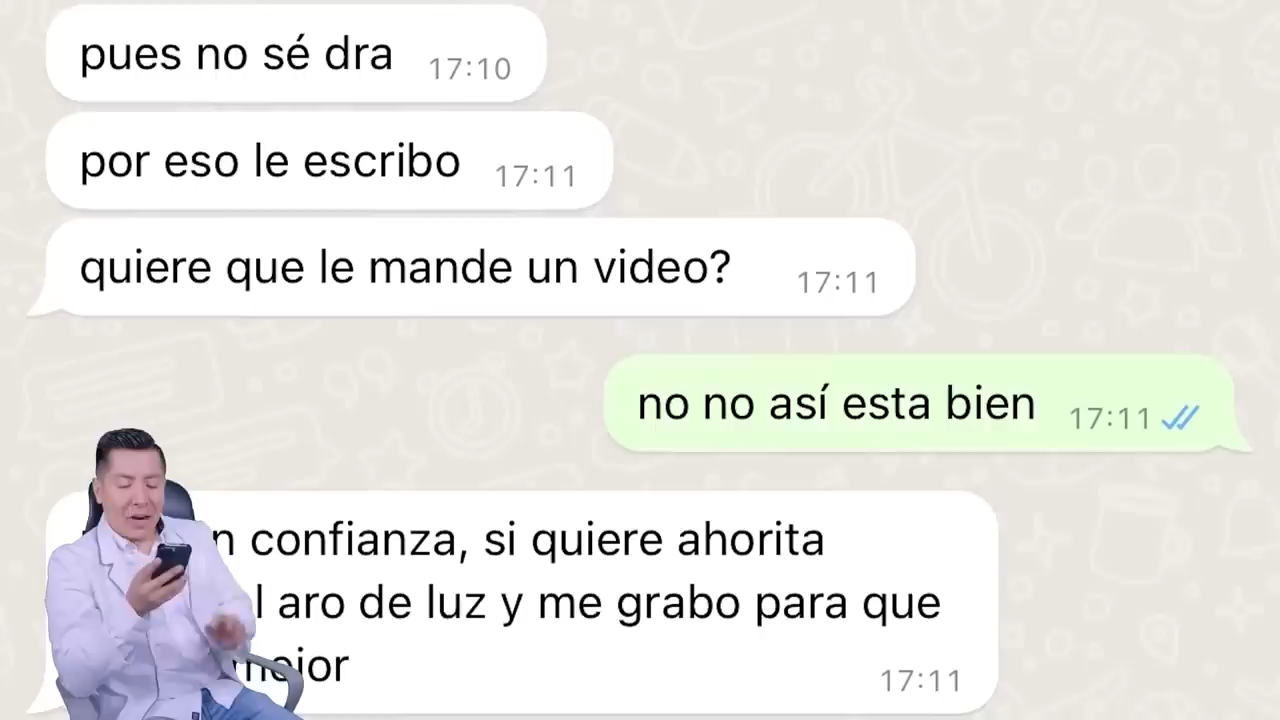 pues no sé dra 17:10
por eso le escribo 17:11
quiere que le mande un video? 17:11
no no así esta bien 17:11
confianza, si quiere ahorita
aro de luz y me grabo para que
mejor 17:11